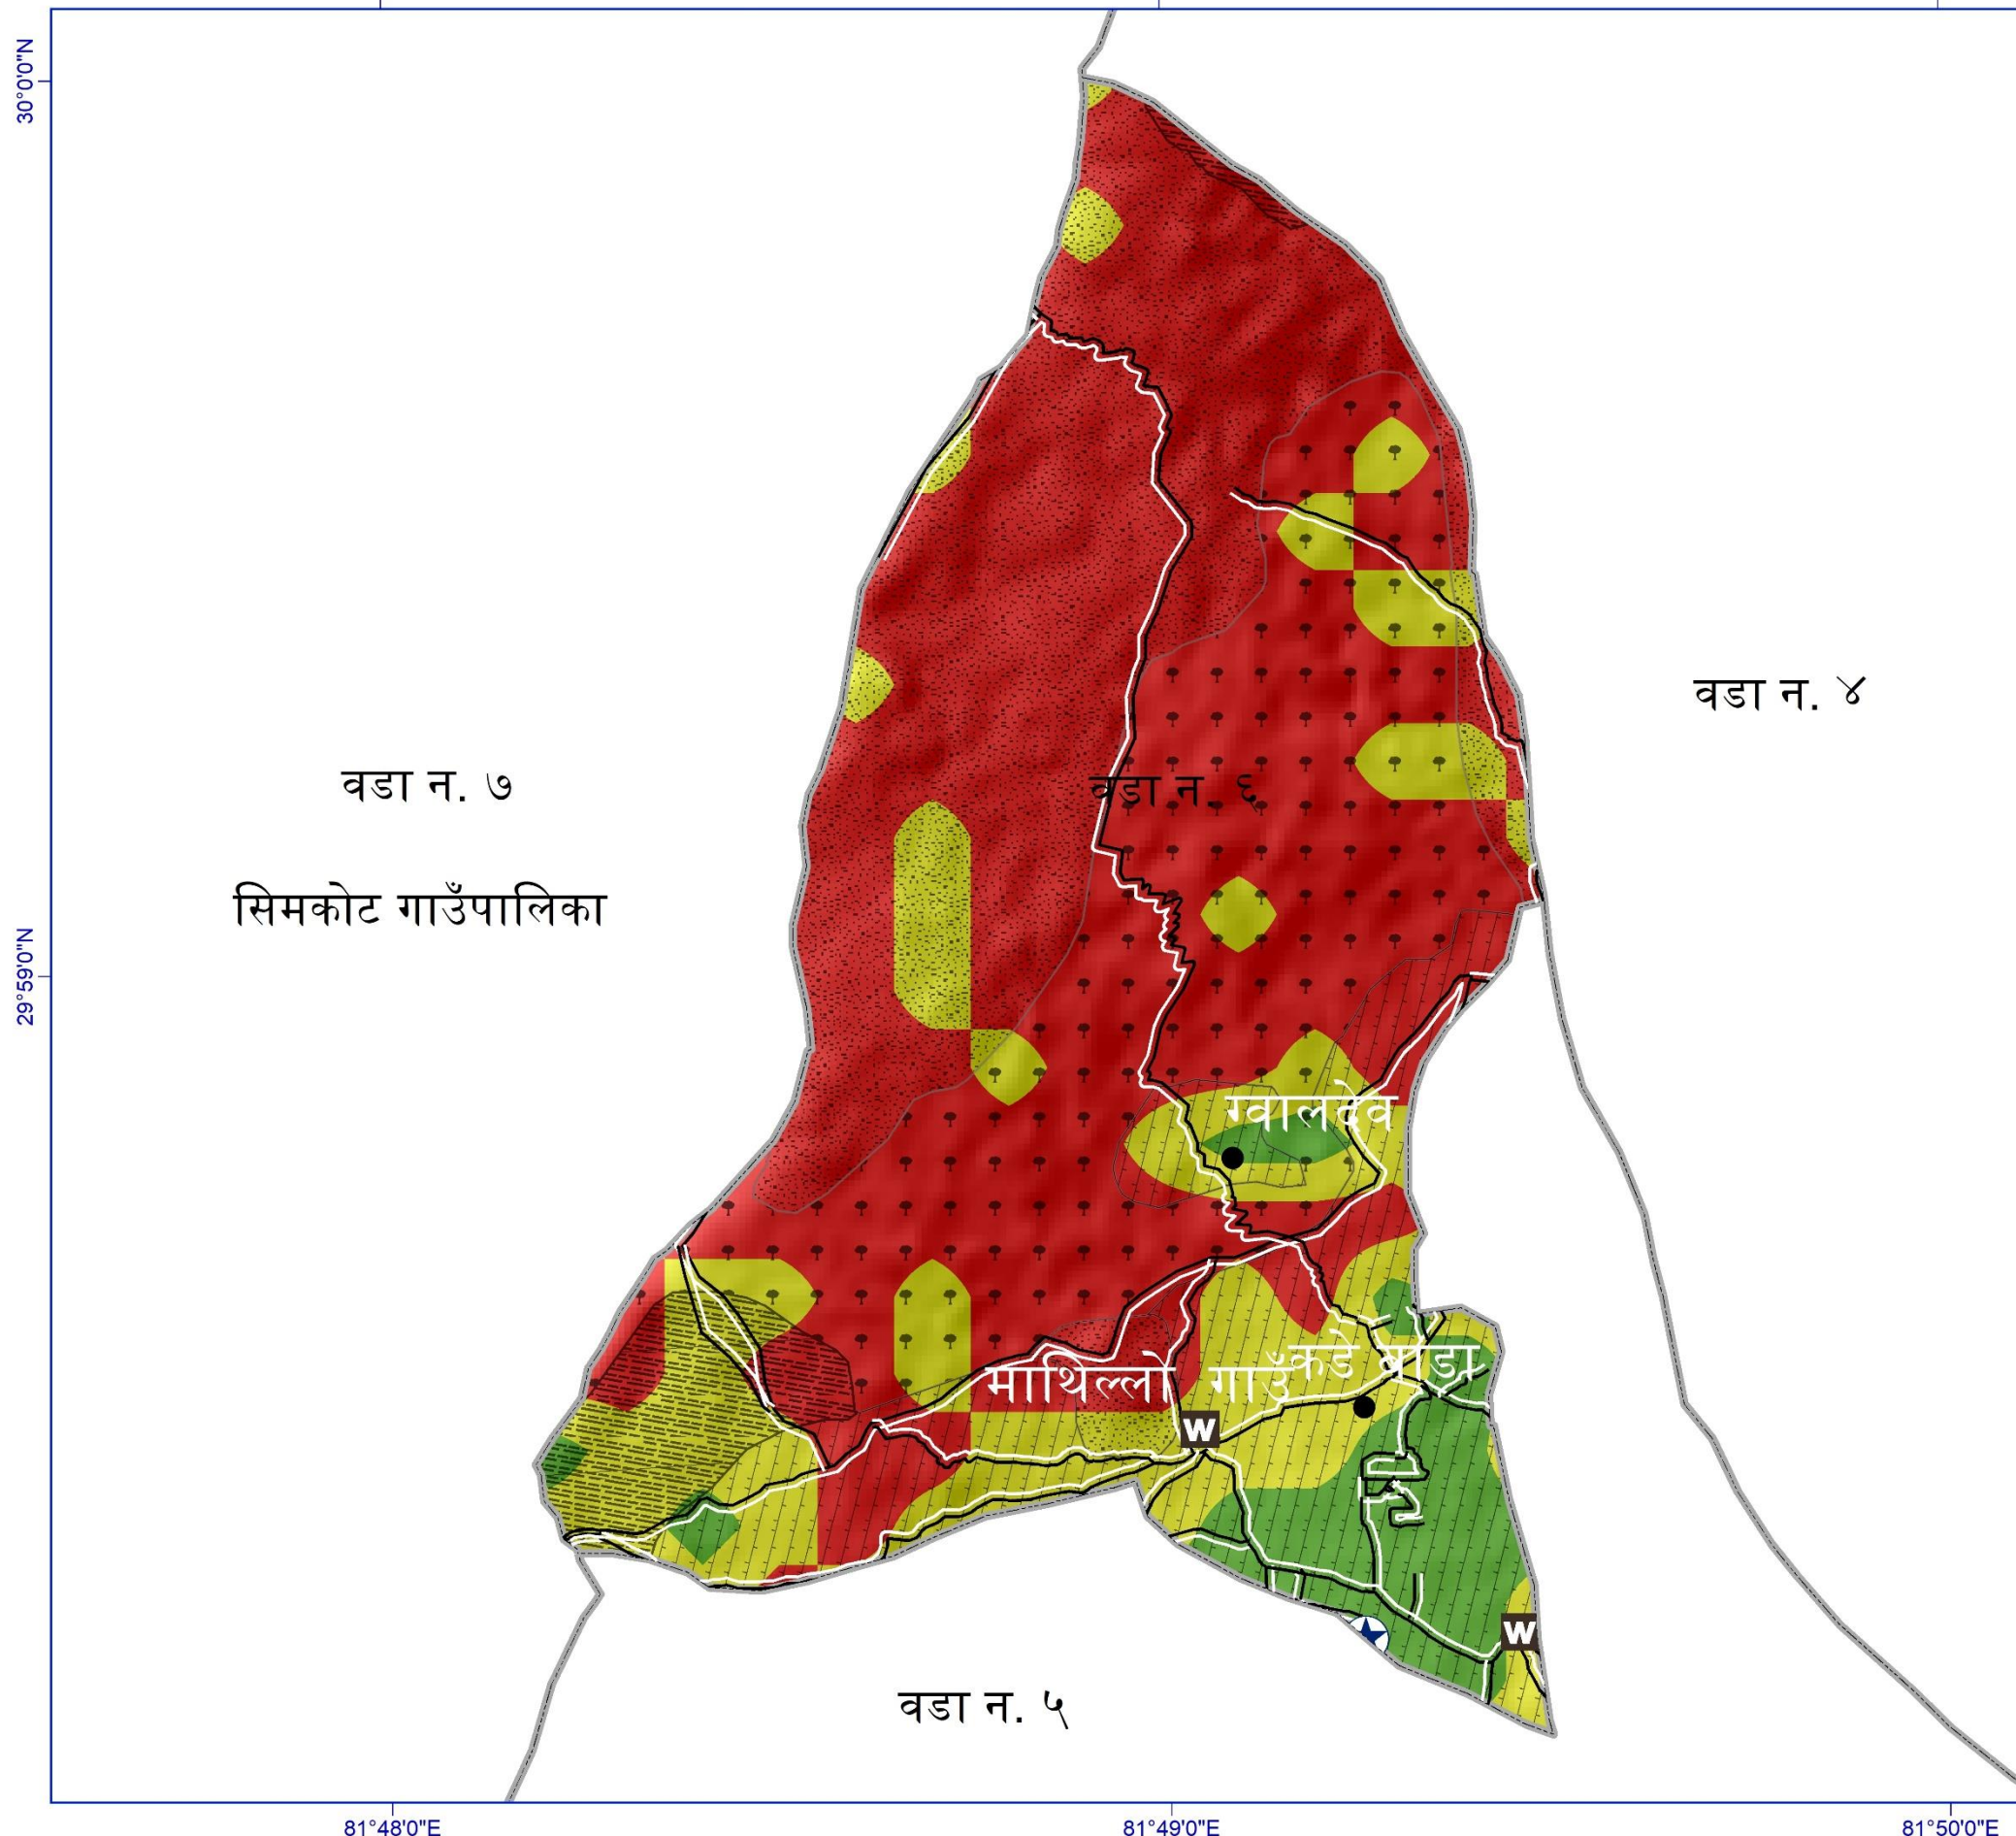 30°0'0"N
वडा न. ४
वडा न. ७
वडा न. ६
सिमकोट गाउँपालिका
29°59'0"N
ग्वालदेव
कडे बाडा
माथिल्लो गाउँ
W
W
वडा न. ५
81°48'0"E
81°49'0"E
81°50'0"E